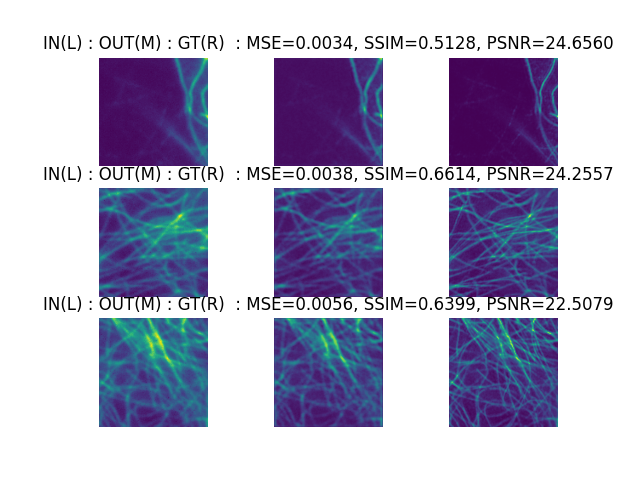 IN(L) : OUT(M) : GT(R)  : MSE=0.0034, SSIM=0.5128, PSNR=24.6560
IN(L) : OUT(M) : GT(R)  : MSE=0.0038, SSIM=0.6614, PSNR=24.2557
IN(L) : OUT(M) : GT(R)  : MSE=0.0056, SSIM=0.6399, PSNR=22.5079